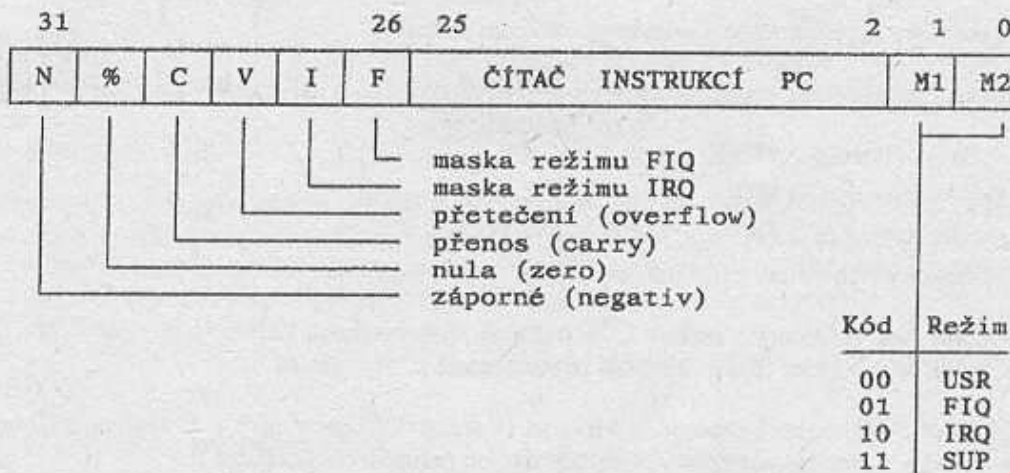 31 26 25 2 1 0
N % C V I F ČÍTAČ INSTRUKCÍ PC M1 M2
maska režimu FIQ
maska režimu IRQ
přetečení (overflow)
přenos (carry)
nula (zero)
záporné (negativ)
Kód Režim
00 USR
01 FIQ
10 IRQ
11 SUP